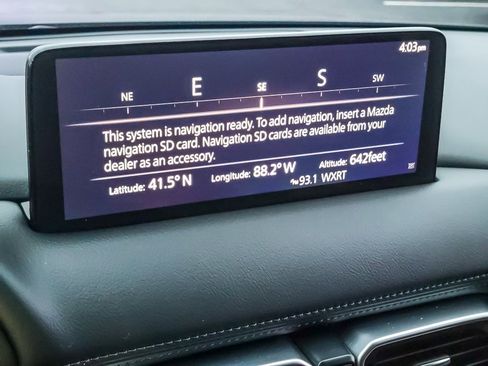 4:03pm
NE E SE S SW
This system is navigation ready. To add navigation, insert a Mazda
navigation SD card. Navigation SD cards are available from your
dealer as an accessory.
Latitude: 41.5° N Longitude: 88.2° W Altitude: 642feet
93.1 WXRT